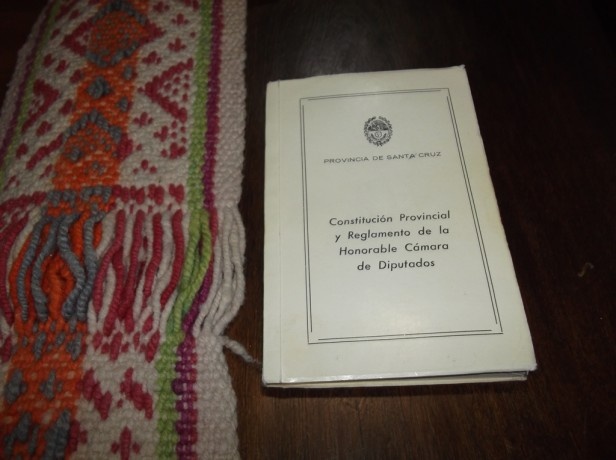 PROVINCIA DE SANTA CRUZ
Constitución Provincial
y Reglamento de la
Honorable Cámara
de Diputados